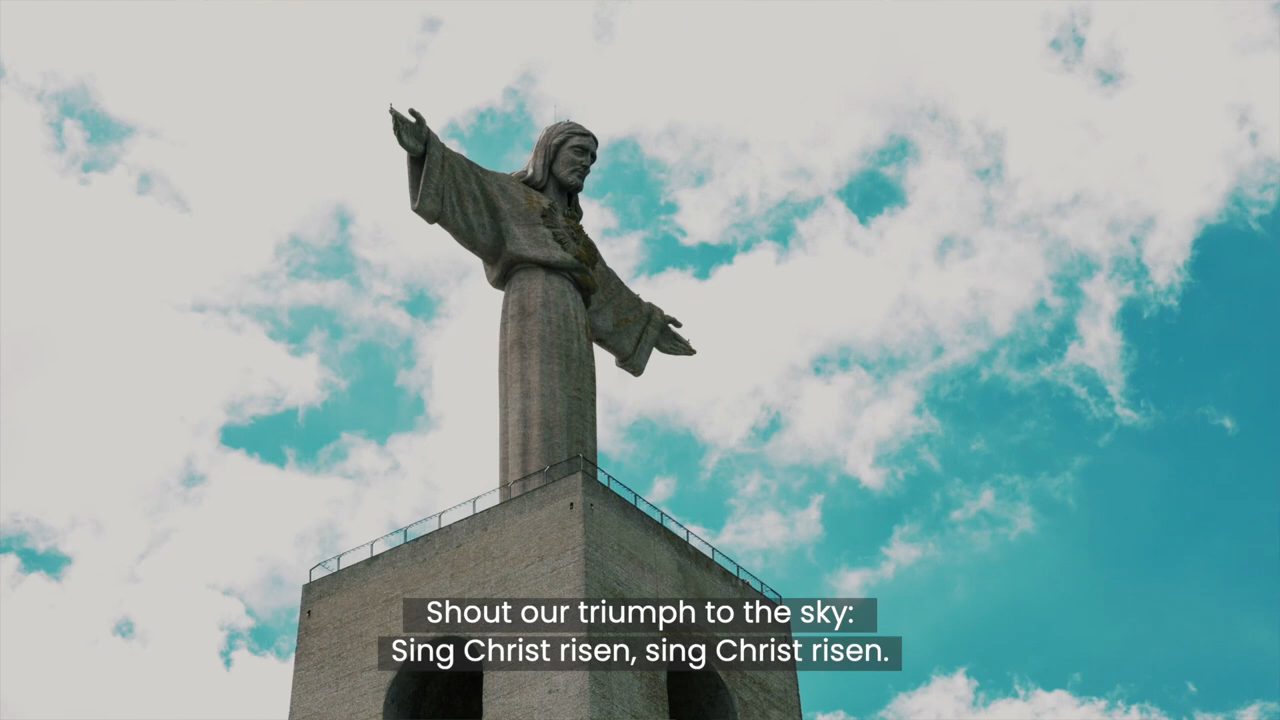 Shout our triumph to the sky:
Sing Christ risen, sing Christ risen.